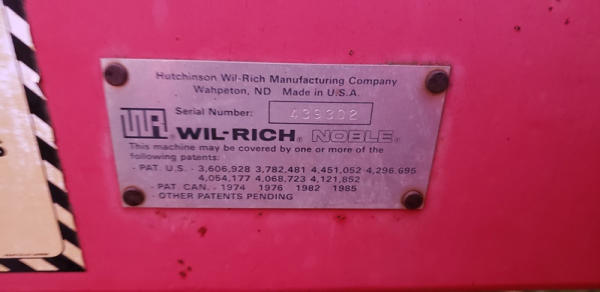 Hutchinson Wil-Rich Manufacturing Company
Wahpeton, ND Made in U.S.A.
Serial Number: 439302
WR ® WIL-RICH® NOBLE®
This machine may be covered by one or more of the
following patents:
- PAT. U.S. - 3,606,928 3,782,481 4,451,052 4,296,695
4,054,177 4,068,723 4,121,852
- PAT. CAN. - 1974 1976 1982 1985
- OTHER PATENTS PENDING